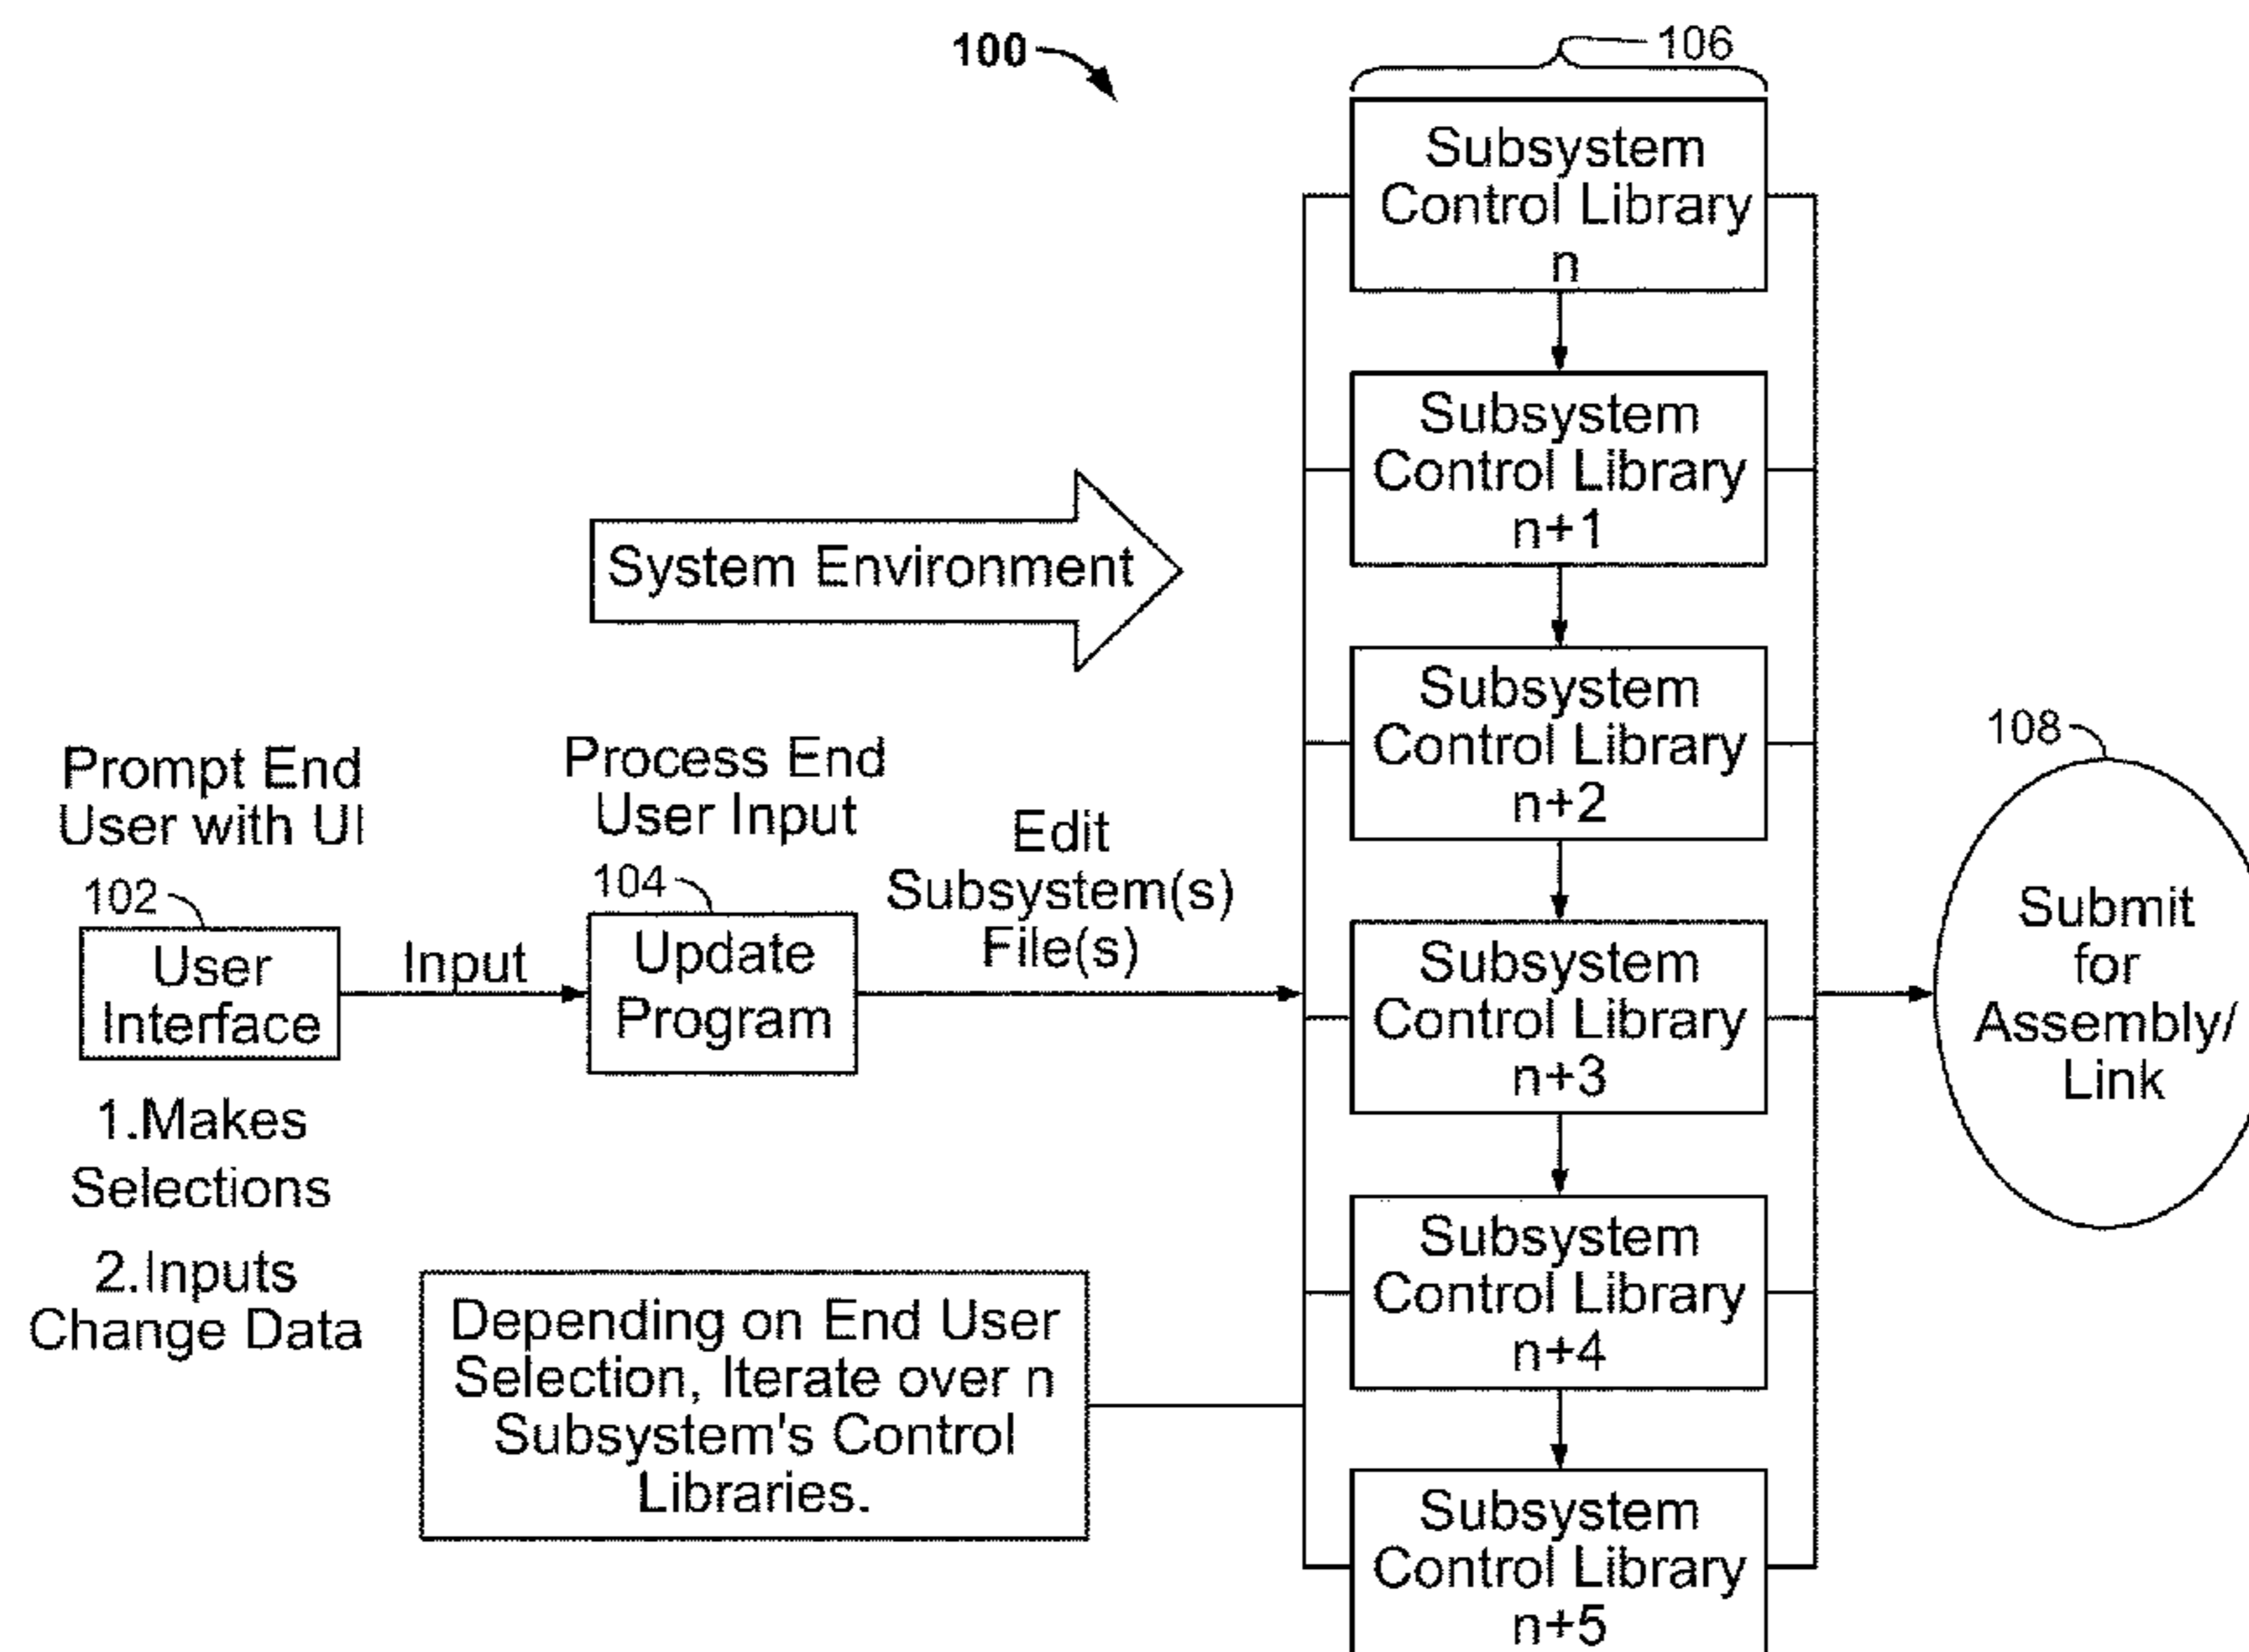 100
106
Subsystem
Control Library
n
Subsystem
Control Library
n+1
System Environment
Subsystem
Control Library
n+2
108
Prompt End
User with UI
Process End
User Input
Edit
Subsystem(s)
File(s)
102
User
Interface
Input
104
Update
Program
Subsystem
Control Library
n+3
Submit
for
Assembly/
Link
1.Makes
Selections
2.Inputs
Change Data
Depending on End User
Selection, Iterate over n
Subsystem's Control
Libraries.
Subsystem
Control Library
n+4
Subsystem
Control Library
n+5